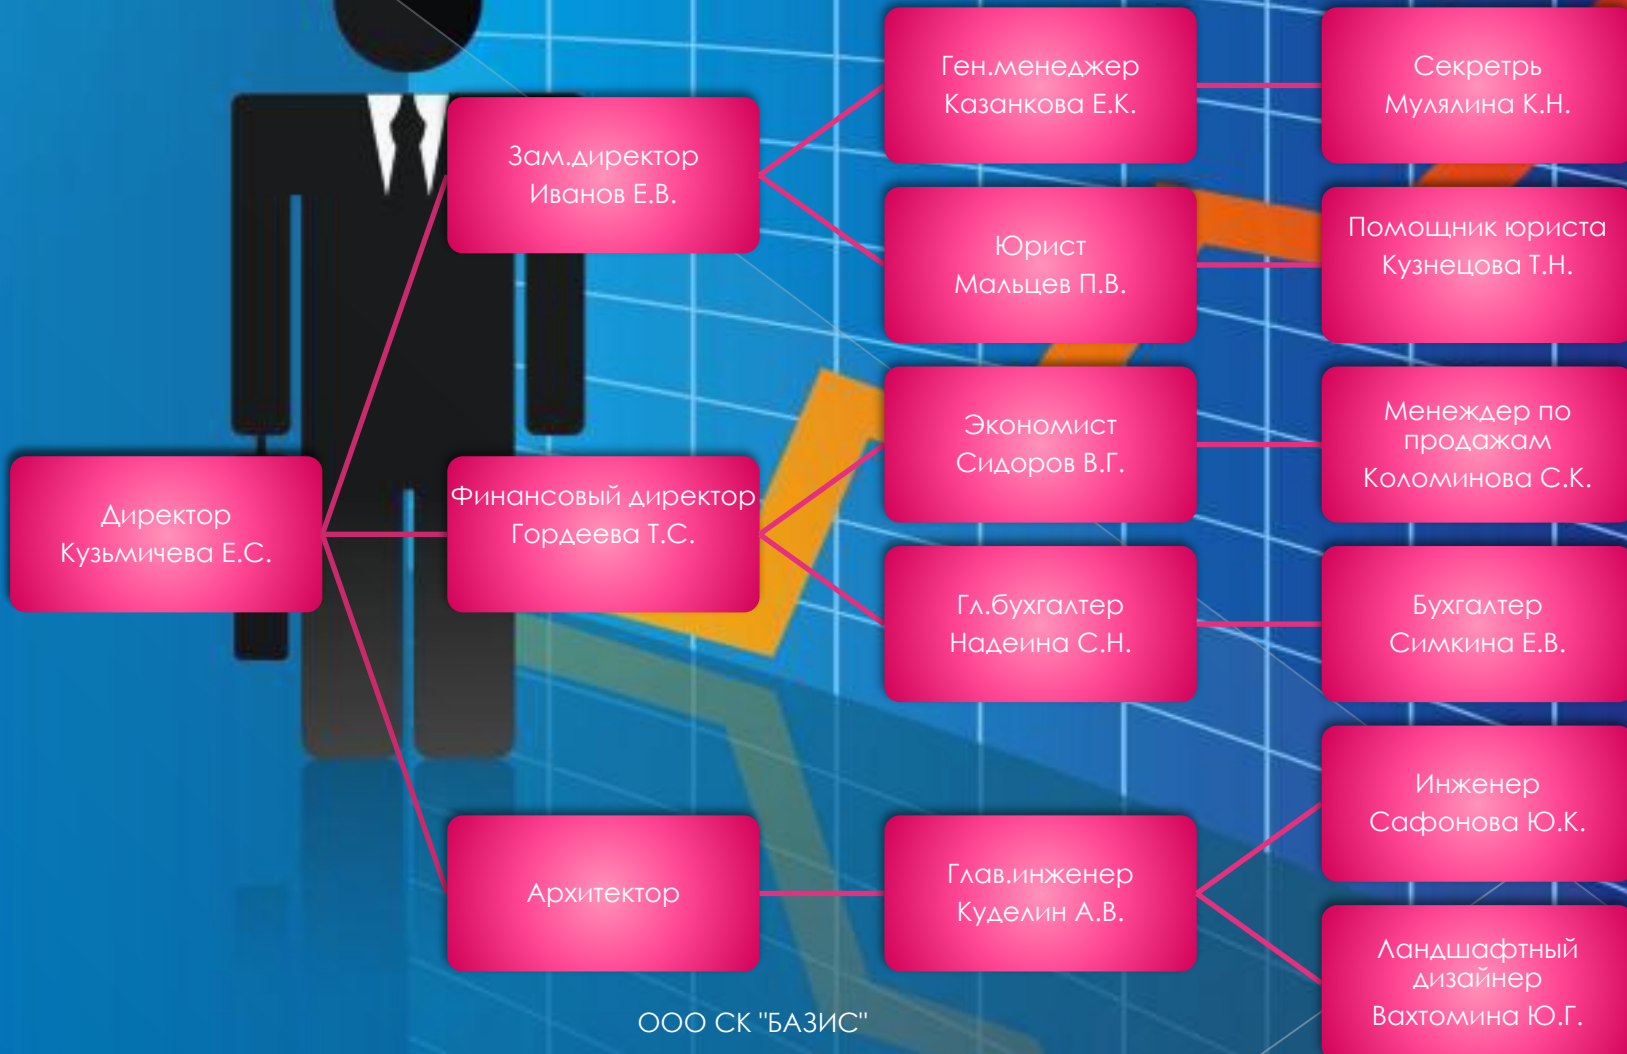 Ген.менеджер
Казанкова Е.К.
Секретрь
Мулялина К.Н.
Зам.директор
Иванов Е.В.
Юрист
Мальцев П.В.
Помощник юриста
Кузнецова Т.Н.
Экономист
Сидоров В.Г.
Менеждер по
продажам
Коломинова С.К.
Директор
Кузьмичева Е.С.
Финансовый директор
Гордеева Т.С.
Гл.бухгалтер
Надеина С.Н.
Бухгалтер
Симкина Е.В.
Инженер
Сафонова Ю.К.
Архитектор
Глав.инженер
Куделин А.В.
Ландшафтный
дизайнер
Вахтомина Ю.Г.
ООО СК "БАЗИС"